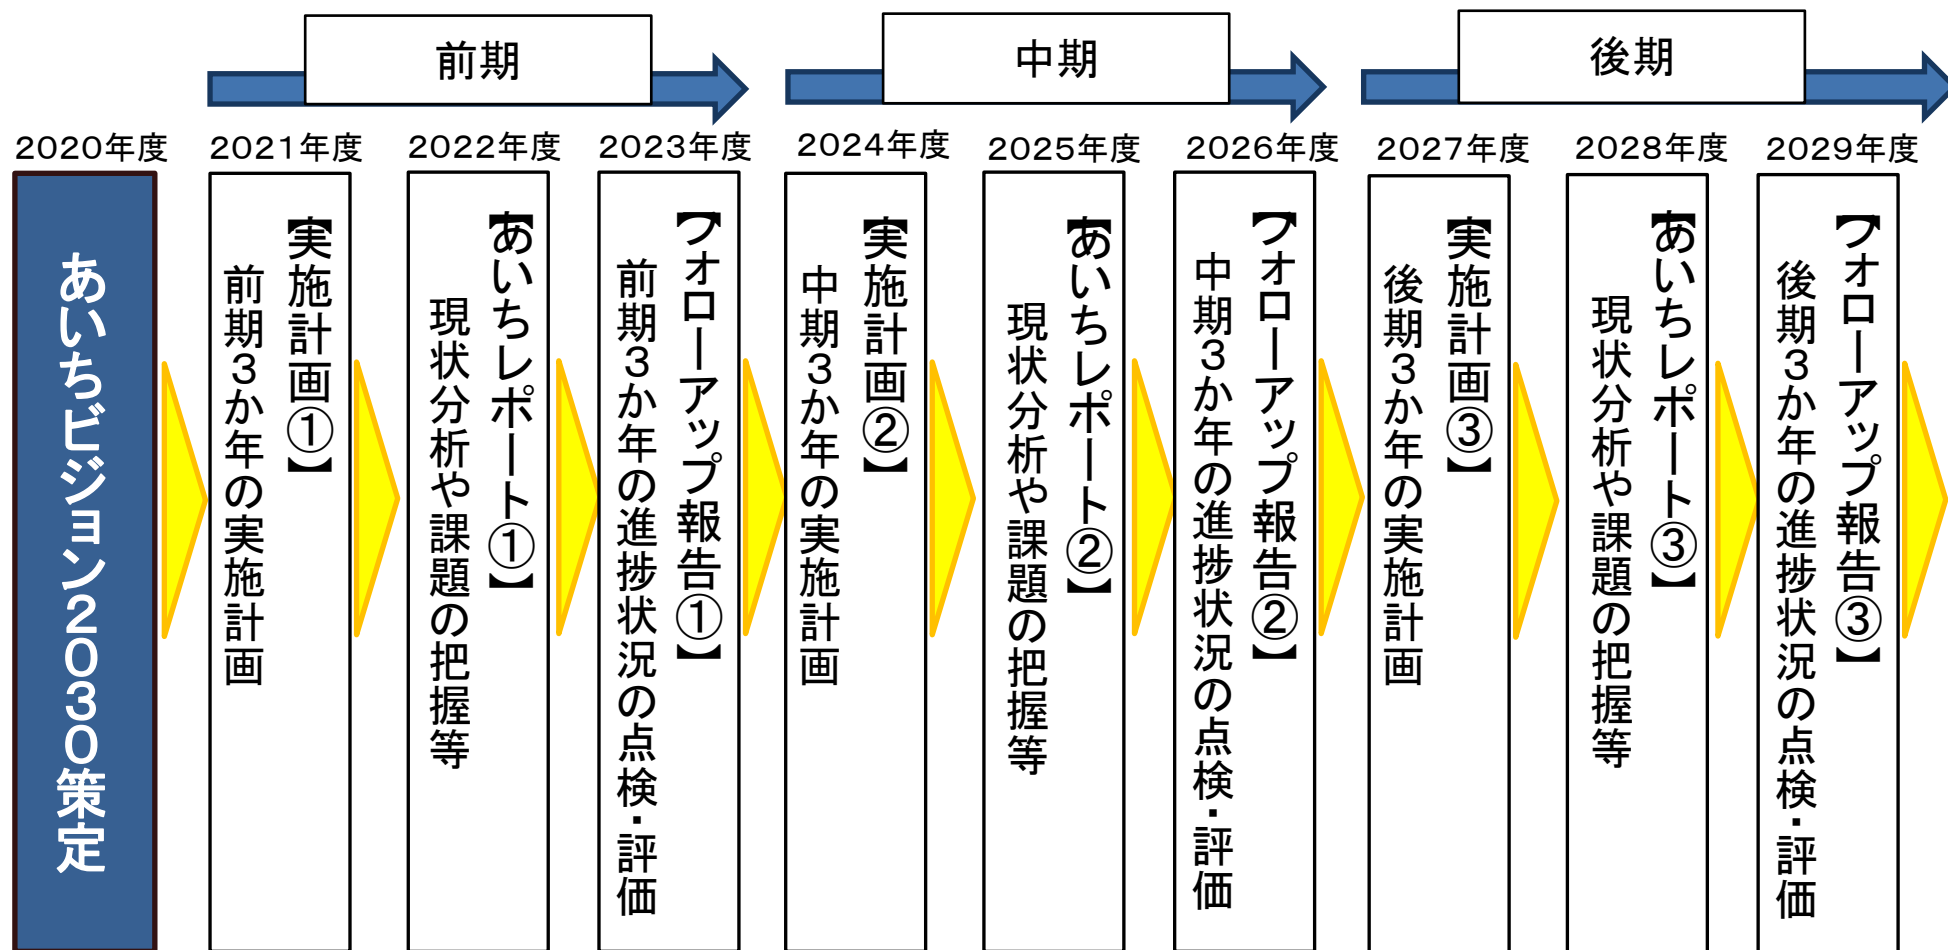 前期
中期
後期
２０２０年度
２０２１年度
２０２２年度
２０２３年度
２０２４年度
２０２５年度
２０２６年度
２０２７年度
２０２８年度
２０２９年度
あいちビジョン２０３０策定
【実施計画①】
前期３か年の実施計画
【あいちレポート①】
現状分析や課題の把握等
【フォローアップ報告①】
前期３か年の進捗状況の点検・評価
【実施計画②】
中期３か年の実施計画
【あいちレポート②】
現状分析や課題の把握等
【フォローアップ報告②】
中期３か年の進捗状況の点検・評価
【実施計画③】
後期３か年の実施計画
【あいちレポート③】
現状分析や課題の把握等
【フォローアップ報告③】
後期３か年の進捗状況の点検・評価